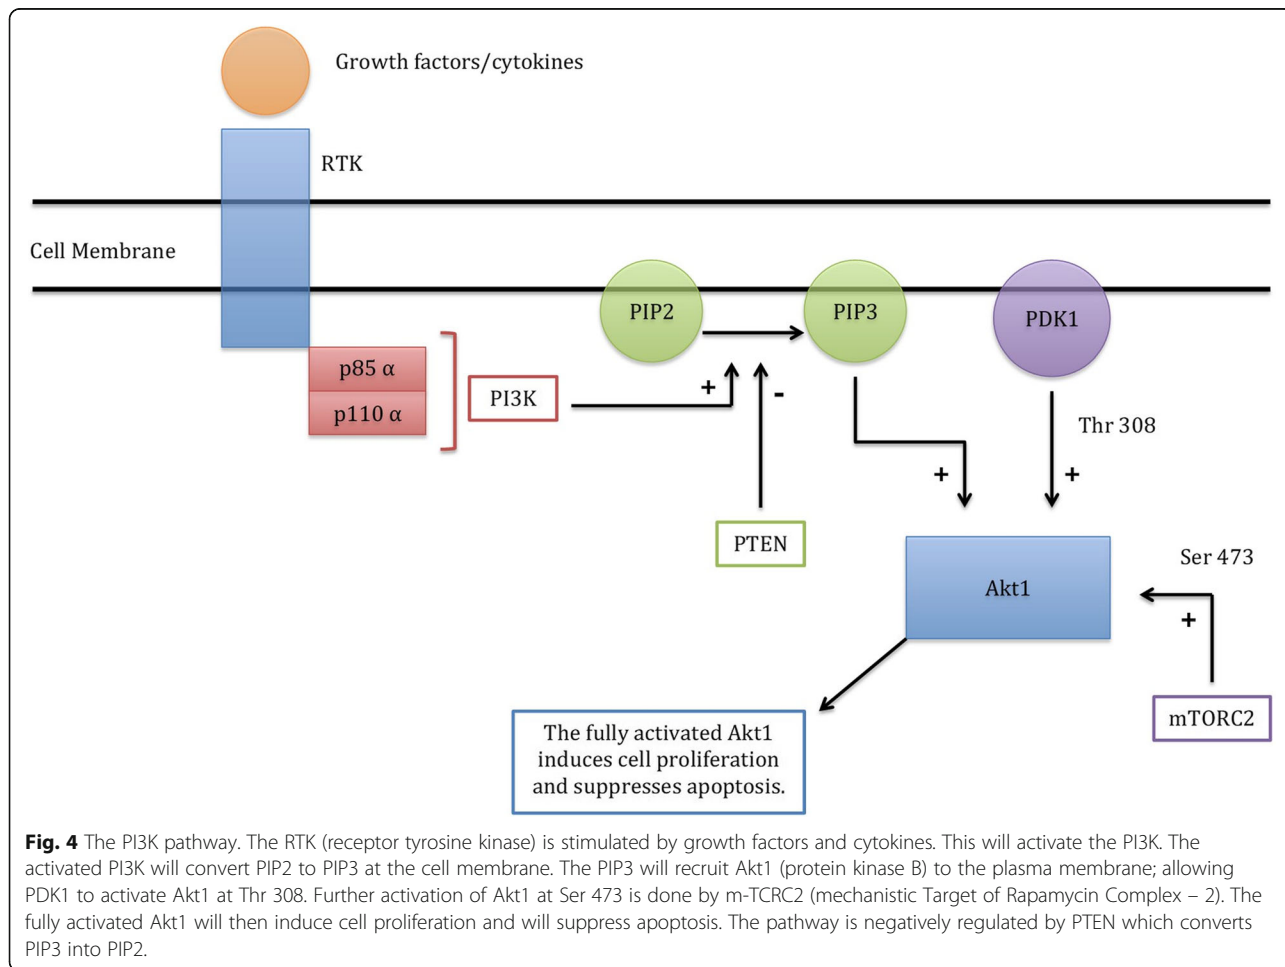 Growth factors/cytokines
RTK
Cell Membrane
PIP2
PIP3
PDK1
p85 α
p110 α
PI3K
+
-
Thr 308
+
+
PTEN
Akt1
Ser 473
+
mTORC2
The fully activated Akt1
induces cell proliferation
and suppresses apoptosis.
Fig. 4 The PI3K pathway. The RTK (receptor tyrosine kinase) is stimulated by growth factors and cytokines. This will activate the PI3K. The
activated PI3K will convert PIP2 to PIP3 at the cell membrane. The PIP3 will recruit Akt1 (protein kinase B) to the plasma membrane; allowing
PDK1 to activate Akt1 at Thr 308. Further activation of Akt1 at Ser 473 is done by m-TCRC2 (mechanistic Target of Rapamycin Complex – 2). The
fully activated Akt1 will then induce cell proliferation and will suppress apoptosis. The pathway is negatively regulated by PTEN which converts
PIP3 into PIP2.